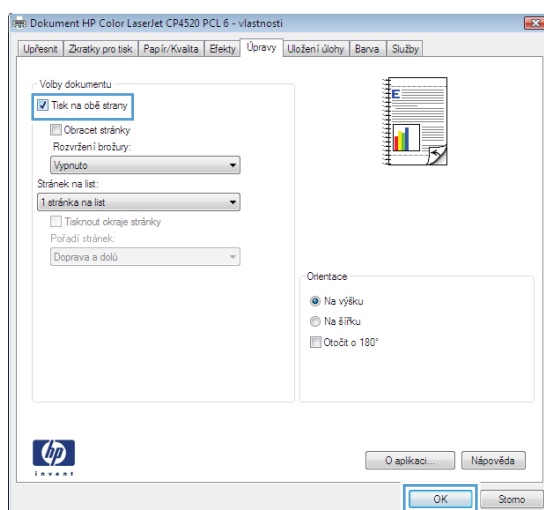 Dokument HP Color LaserJet CP4520 PCL 6 - vlastnosti
Upřesnit Zkratky pro tisk Papír/Kvalita Efekty Úpravy Uložení úlohy Barva Služby
Volby dokumentu
Tisk na obě strany
Obracet stránky
Rozvržení brožury:
Vypnuto
Stránek na list:
1 stránka na list
Tisknout okraje stránky
Pořadí stránek:
Doprava a dolů
E
Orientace
Na výšku
Na šířku
Otočit o 180°
hp
invent
O aplikaci... Nápověda
OK Storno